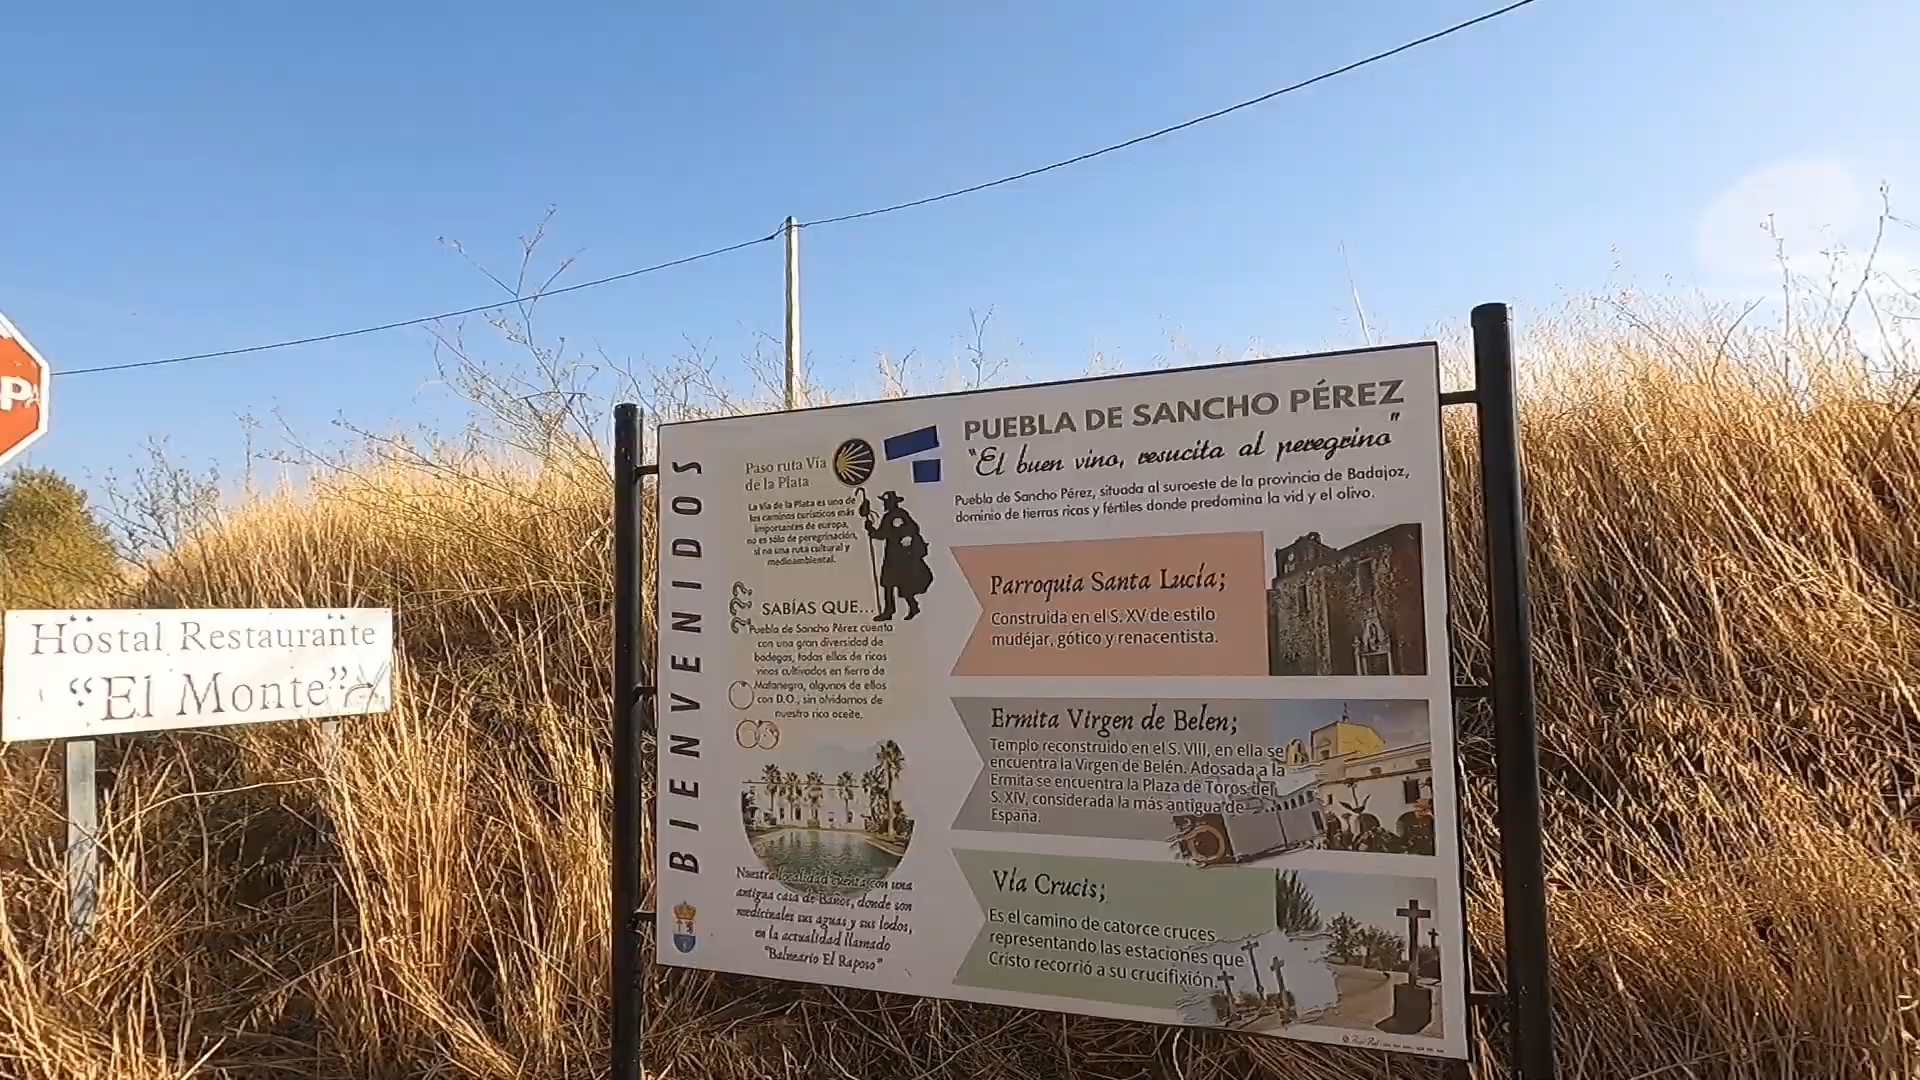 P
Hostal Restaurante
“El Monte”
BIENVENIDOS
Paso ruta Vía
de la Plata
La Vía de la Plata es uno de
los caminos turísticos más
importantes de europa,
no es sólo de peregrinación,
si no una ruta cultural y
medioambiental.
SABÍAS QUE...
Puebla de Sancho Pérez cuenta
con una gran diversidad de
bodegas, todas ellas de ricos
vinos cultivados en tierra de
Matanegra, algunos de ellos
con D.O., sin olvidarnos de
nuestro rico aceite.
Nuestra localidad cuenta con una
antigua casa de Baños, donde son
medicinales sus aguas y sus lodos,
en la actualidad llamado
"Balneario El Raposo"
PUEBLA DE SANCHO PÉREZ
"El buen vino, resucita al peregrino"
Puebla de Sancho Pérez, situada al suroeste de la provincia de Badajoz,
dominio de tierras ricas y fértiles donde predomina la vid y el olivo.
Parroquia Santa Lucía;
Construida en el S. XV de estilo
mudéjar, gótico y renacentista.
Ermita Virgen de Belen;
Templo reconstruido en el S. VIII, en ella se
encuentra la Virgen de Belén. Adosada a la
Ermita se encuentra la Plaza de Toros del
S. XIV, considerada la más antigua de
España.
Vía Crucis;
Es el camino de catorce cruces
representando las estaciones que
Cristo recorrió a su crucifixión.